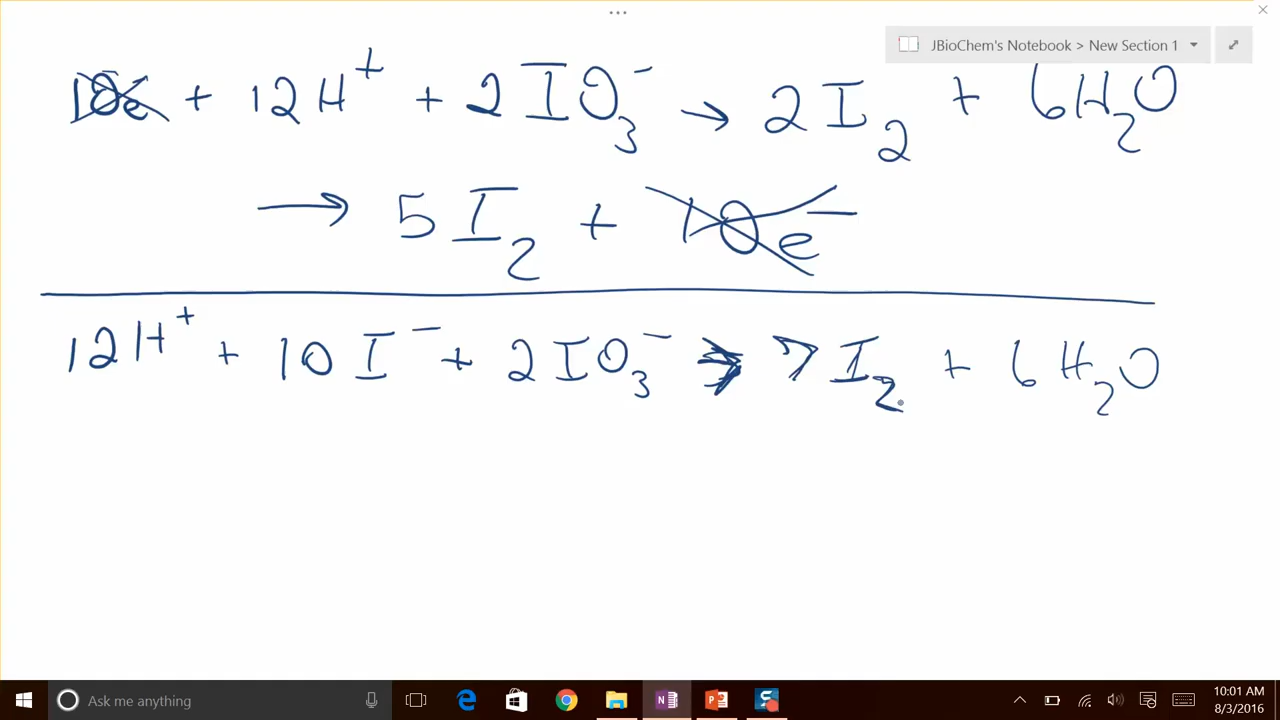 JBioChem's Notebook > New Section 1
10e + 12H⁺ + 2IO₃⁻ → 2I₂ + 6H₂O
→ 5I₂ + 10e⁻
12H⁺ + 10I⁻ + 2IO₃⁻ → 7I₂ + 6H₂O
Ask me anything
10:01 AM
8/3/2016